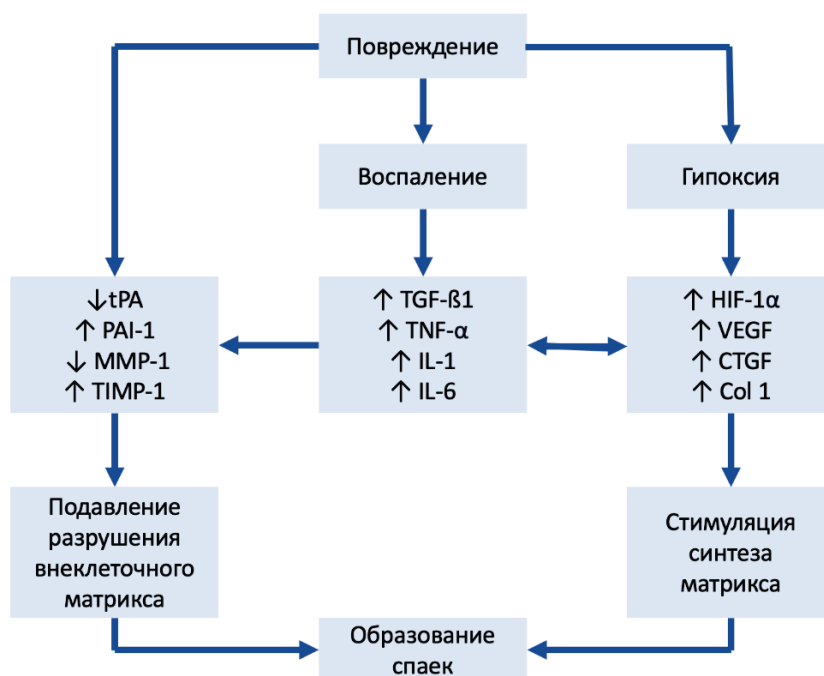 Повреждение
Воспаление
Гипоксия
↓tPA
↑ PAI-1
↓ MMP-1
↑ TIMP-1
↑ TGF-ß1
↑ TNF-α
↑ IL-1
↑ IL-6
↑ HIF-1α
↑ VEGF
↑ CTGF
↑ Col 1
Подавление
разрушения
внеклеточного
матрикса
Стимуляция
синтеза
матрикса
Образование
спаек